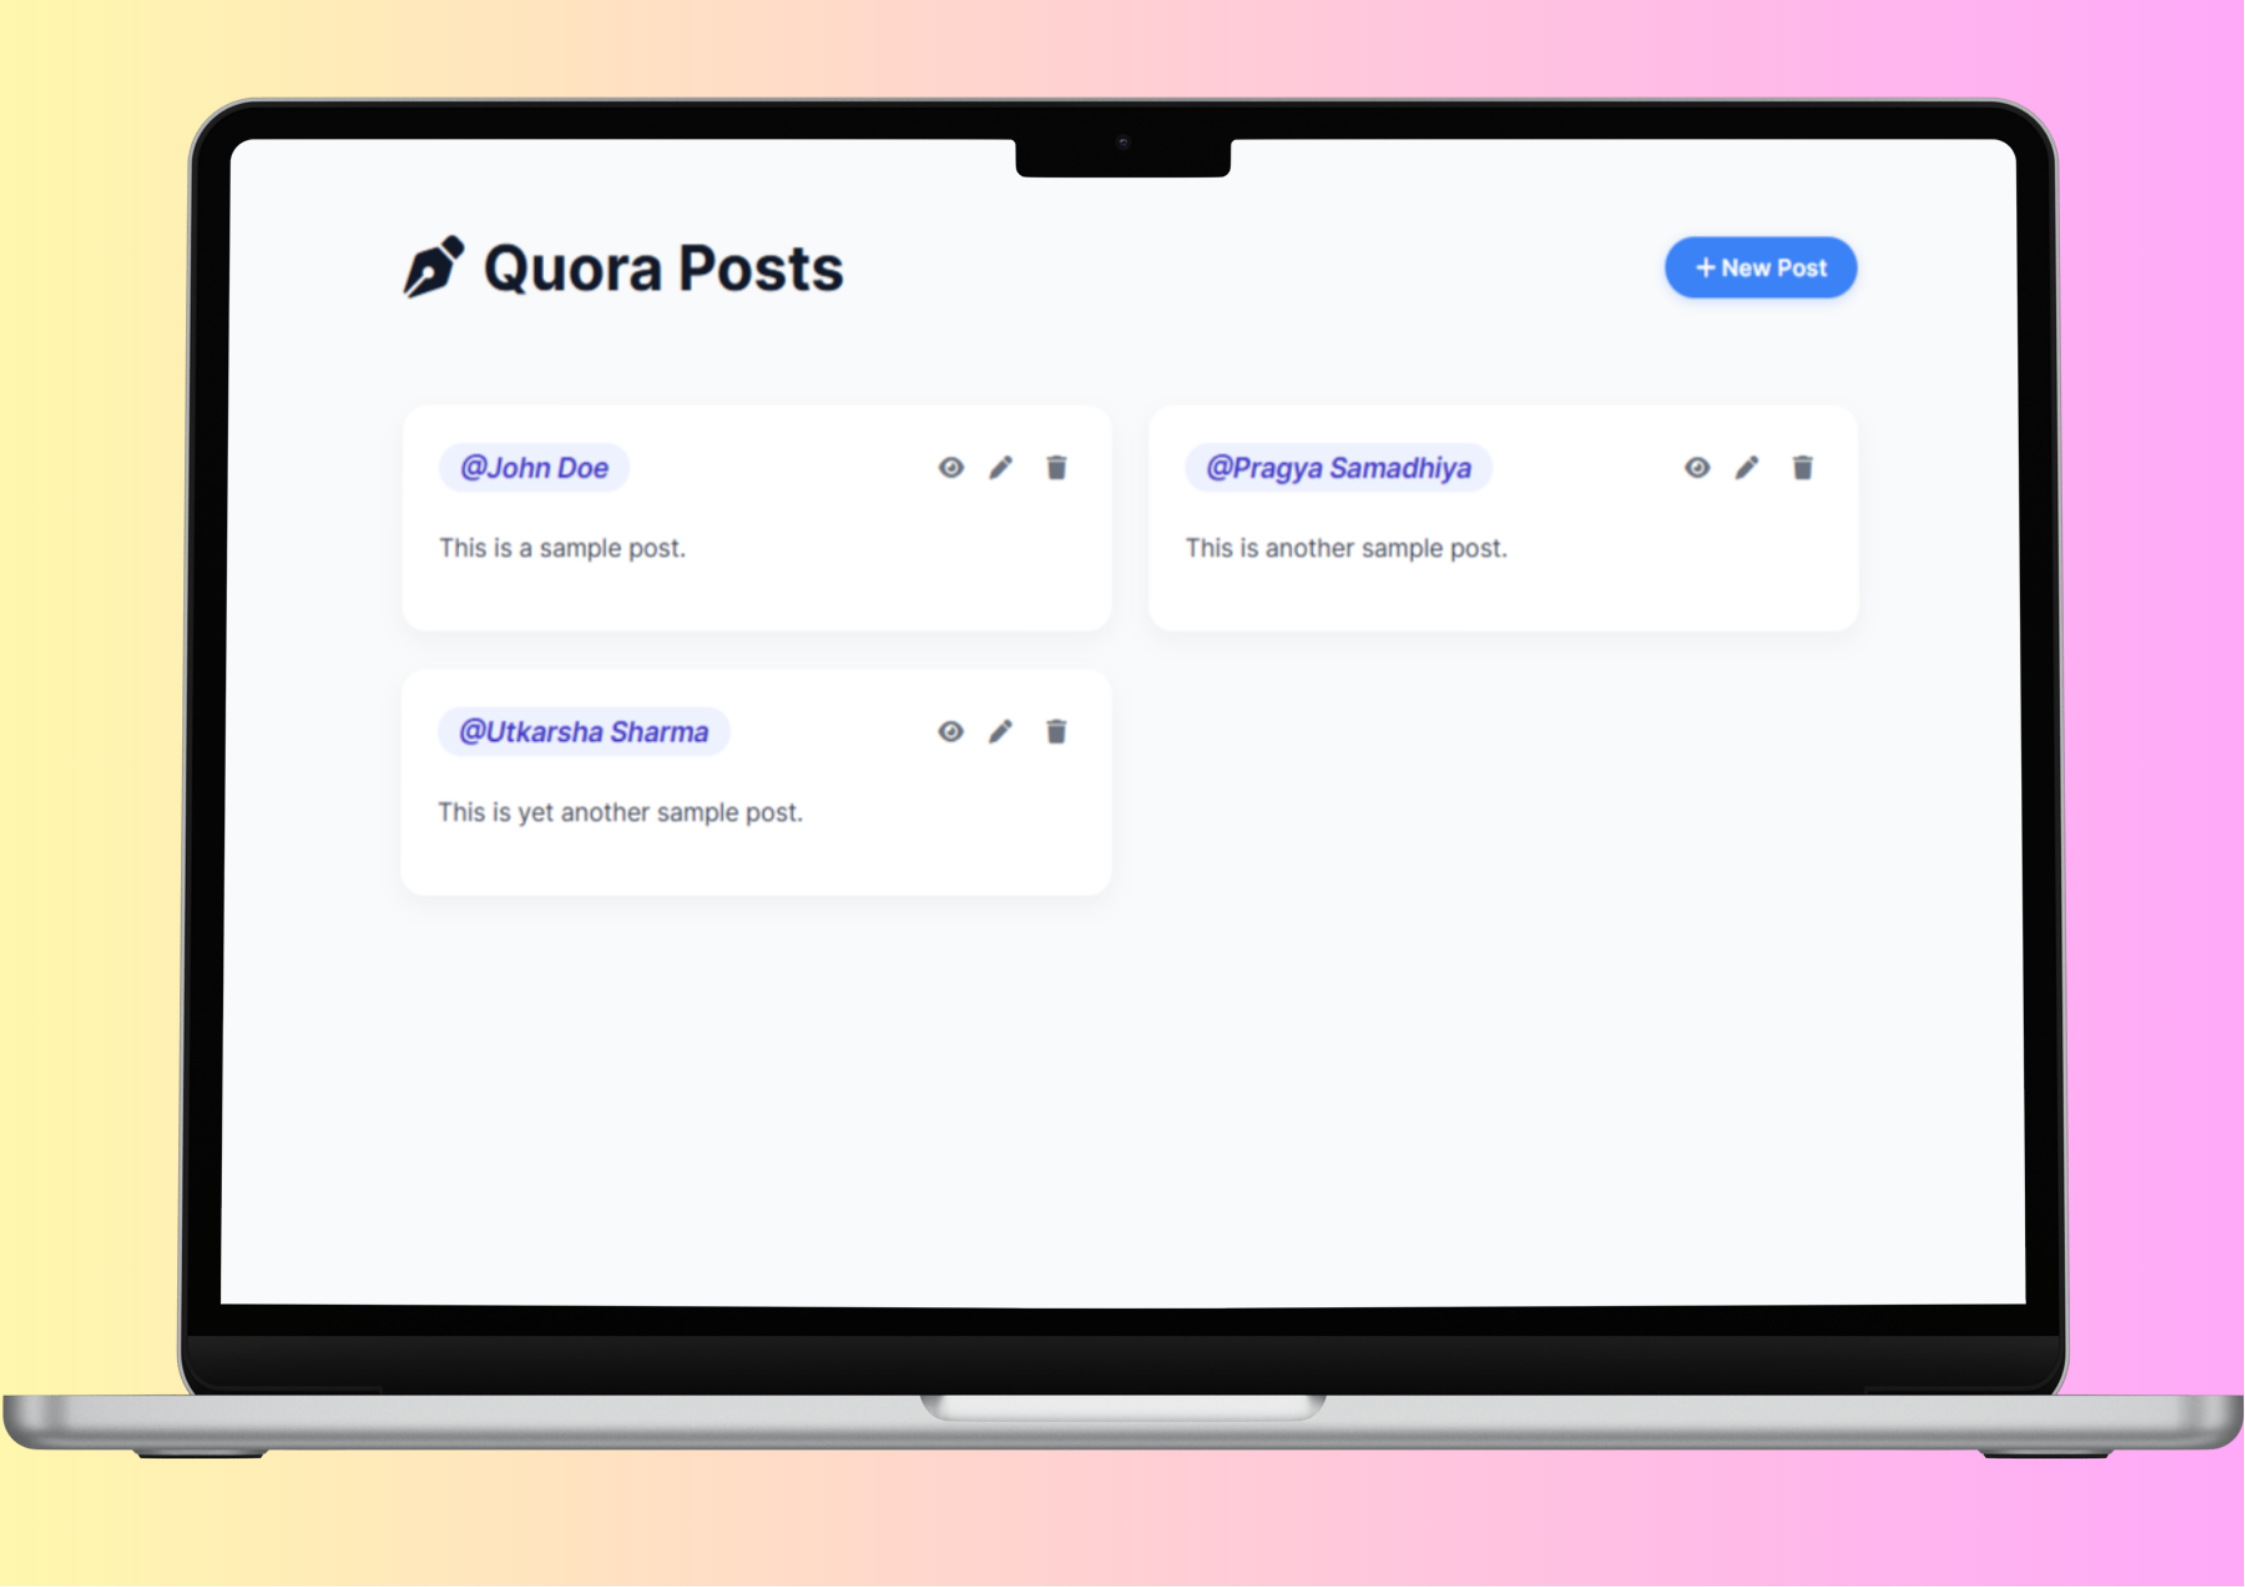 Quora Posts
+ New Post
@John Doe
This is a sample post.
@Pragya Samadhiya
This is another sample post.
@Utkarsha Sharma
This is yet another sample post.